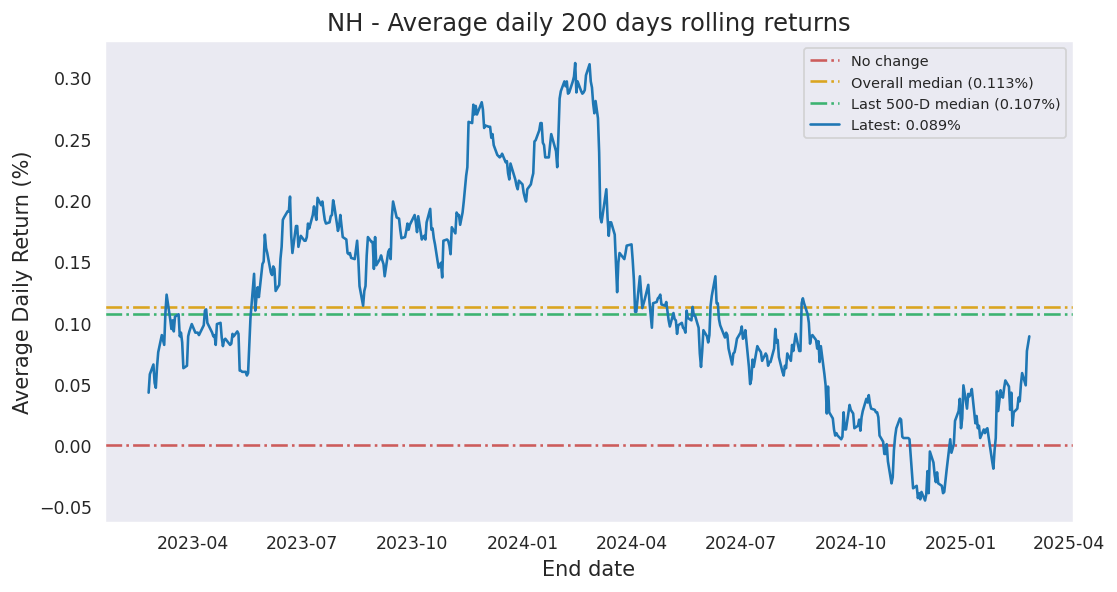 NH - Average daily 200 days rolling returns
No change
Overall median (0.113%)
Last 500-D median (0.107%)
Latest: 0.089%
Average Daily Return (%)
0.30
0.25
0.20
0.15
0.10
0.05
0.00
−0.05
2023-04 2023-07 2023-10 2024-01 2024-04 2024-07 2024-10 2025-01 2025-04
End date